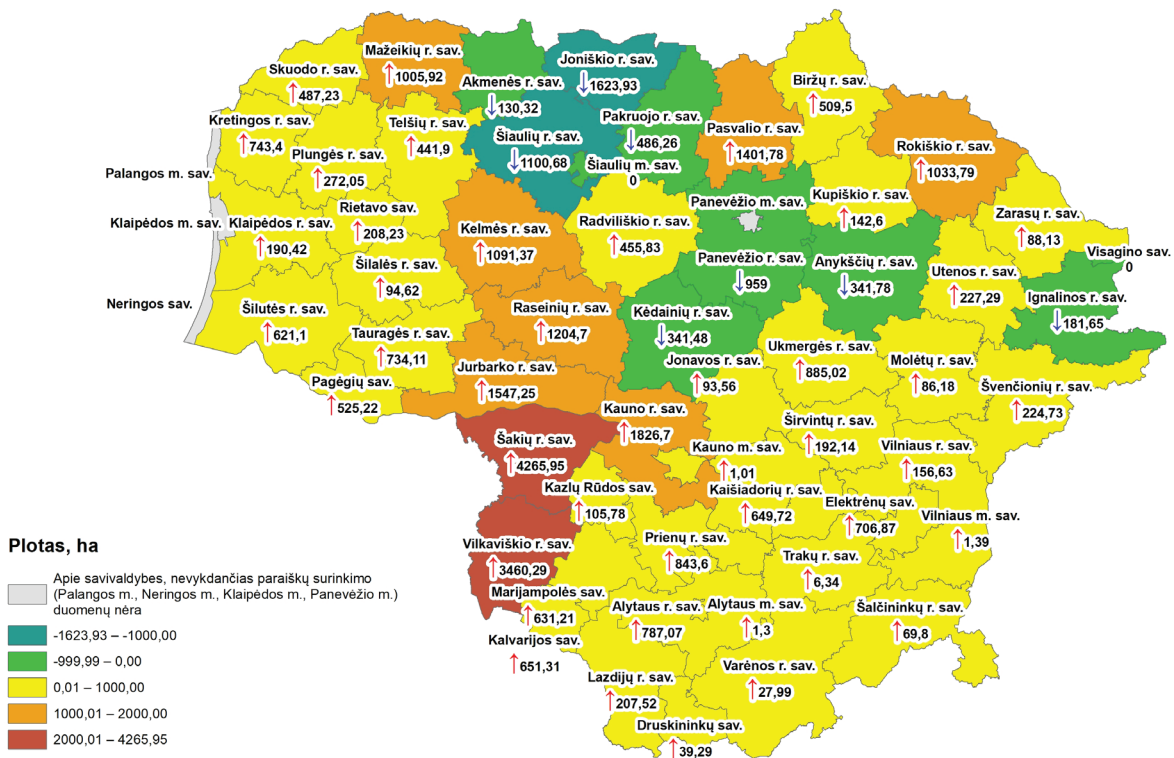 Mažeikių r. sav.
↑1005,92
Skuodo r. sav.
↑487,23
Joniškio r. sav.
↓1623,93
Akmenės r. sav.
↓130,32
Biržų r. sav.
↑509,5
Kretingos r. sav.
↑743,4
Telšių r. sav.
↑441,9
Šiaulių r. sav.
↓1100,68
Pakruojo r. sav.
↓486,26
Pasvalio r. sav.
↑1401,78
Plungės r. sav.
↑272,05
Šiaulių m. sav.
0
Rokiškio r. sav.
↑1033,79
Palangos m. sav.
Rietavo sav.
↑208,23
Panevėžio m. sav.
Kupiškio r. sav.
↑142,6
Klaipėdos m. sav.
Klaipėdos r. sav.
↑190,42
Kelmės r. sav.
↑1091,37
Radviliškio r. sav.
↑455,83
Zarasų r. sav.
↑88,13
Visagino sav.
0
Šilalės r. sav.
↑94,62
Panevėžio r. sav.
↓959
Anykščių r. sav.
↓341,78
Utenos r. sav.
↑227,29
Neringos sav.
Šilutės r. sav.
↑621,1
Raseinių r. sav.
↑1204,7
Kėdainių r. sav.
↓341,48
Ignalinos r. sav.
↓181,65
Tauragės r. sav.
↑734,11
Ukmergės r. sav.
↑885,02
Jurbarko r. sav.
↑1547,25
Jonavos r. sav.
↑93,56
Molėtų r. sav.
↑86,18
Pagėgių sav.
↑525,22
Švenčionių r. sav.
↑224,73
Kauno r. sav.
↑1826,7
Širvintų r. sav.
↑192,14
Šakių r. sav.
↑4265,95
Kauno m. sav.
↑1,01
Vilniaus r. sav.
↑156,63
Kazlų Rūdos sav.
↑105,78
Kaišiadorių r. sav.
↑649,72
Elektrėnų sav.
↑706,87
Vilniaus m. sav.
↑1,39
Vilkaviškio r. sav.
↑3460,29
Prienų r. sav.
↑843,6
Trakų r. sav.
↑6,34
Marijampolės sav.
↑631,21
Alytaus r. sav.
↑787,07
Alytaus m. sav.
↑1,3
Šalčininkų r. sav.
↑69,8
Kalvarijos sav.
↑651,31
Lazdijų r. sav.
↑207,52
Varėnos r. sav.
↑27,99
Druskininkų sav.
↑39,29
Plotas, ha
Apie savivaldybes, nevykdančias paraiškų surinkimo
(Palangos m., Neringos m., Klaipėdos m., Panevėžio m.)
duomenų nėra
-1623,93 – -1000,00
-999,99 – 0,00
0,01 – 1000,00
1000,01 – 2000,00
2000,01 – 4265,95